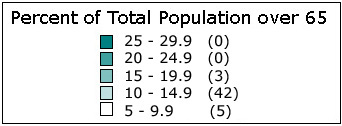 Percent of Total Population over 65
25 - 29.9 (0)
20 - 24.9 (0)
15 - 19.9 (3)
10 - 14.9 (42)
5 - 9.9 (5)